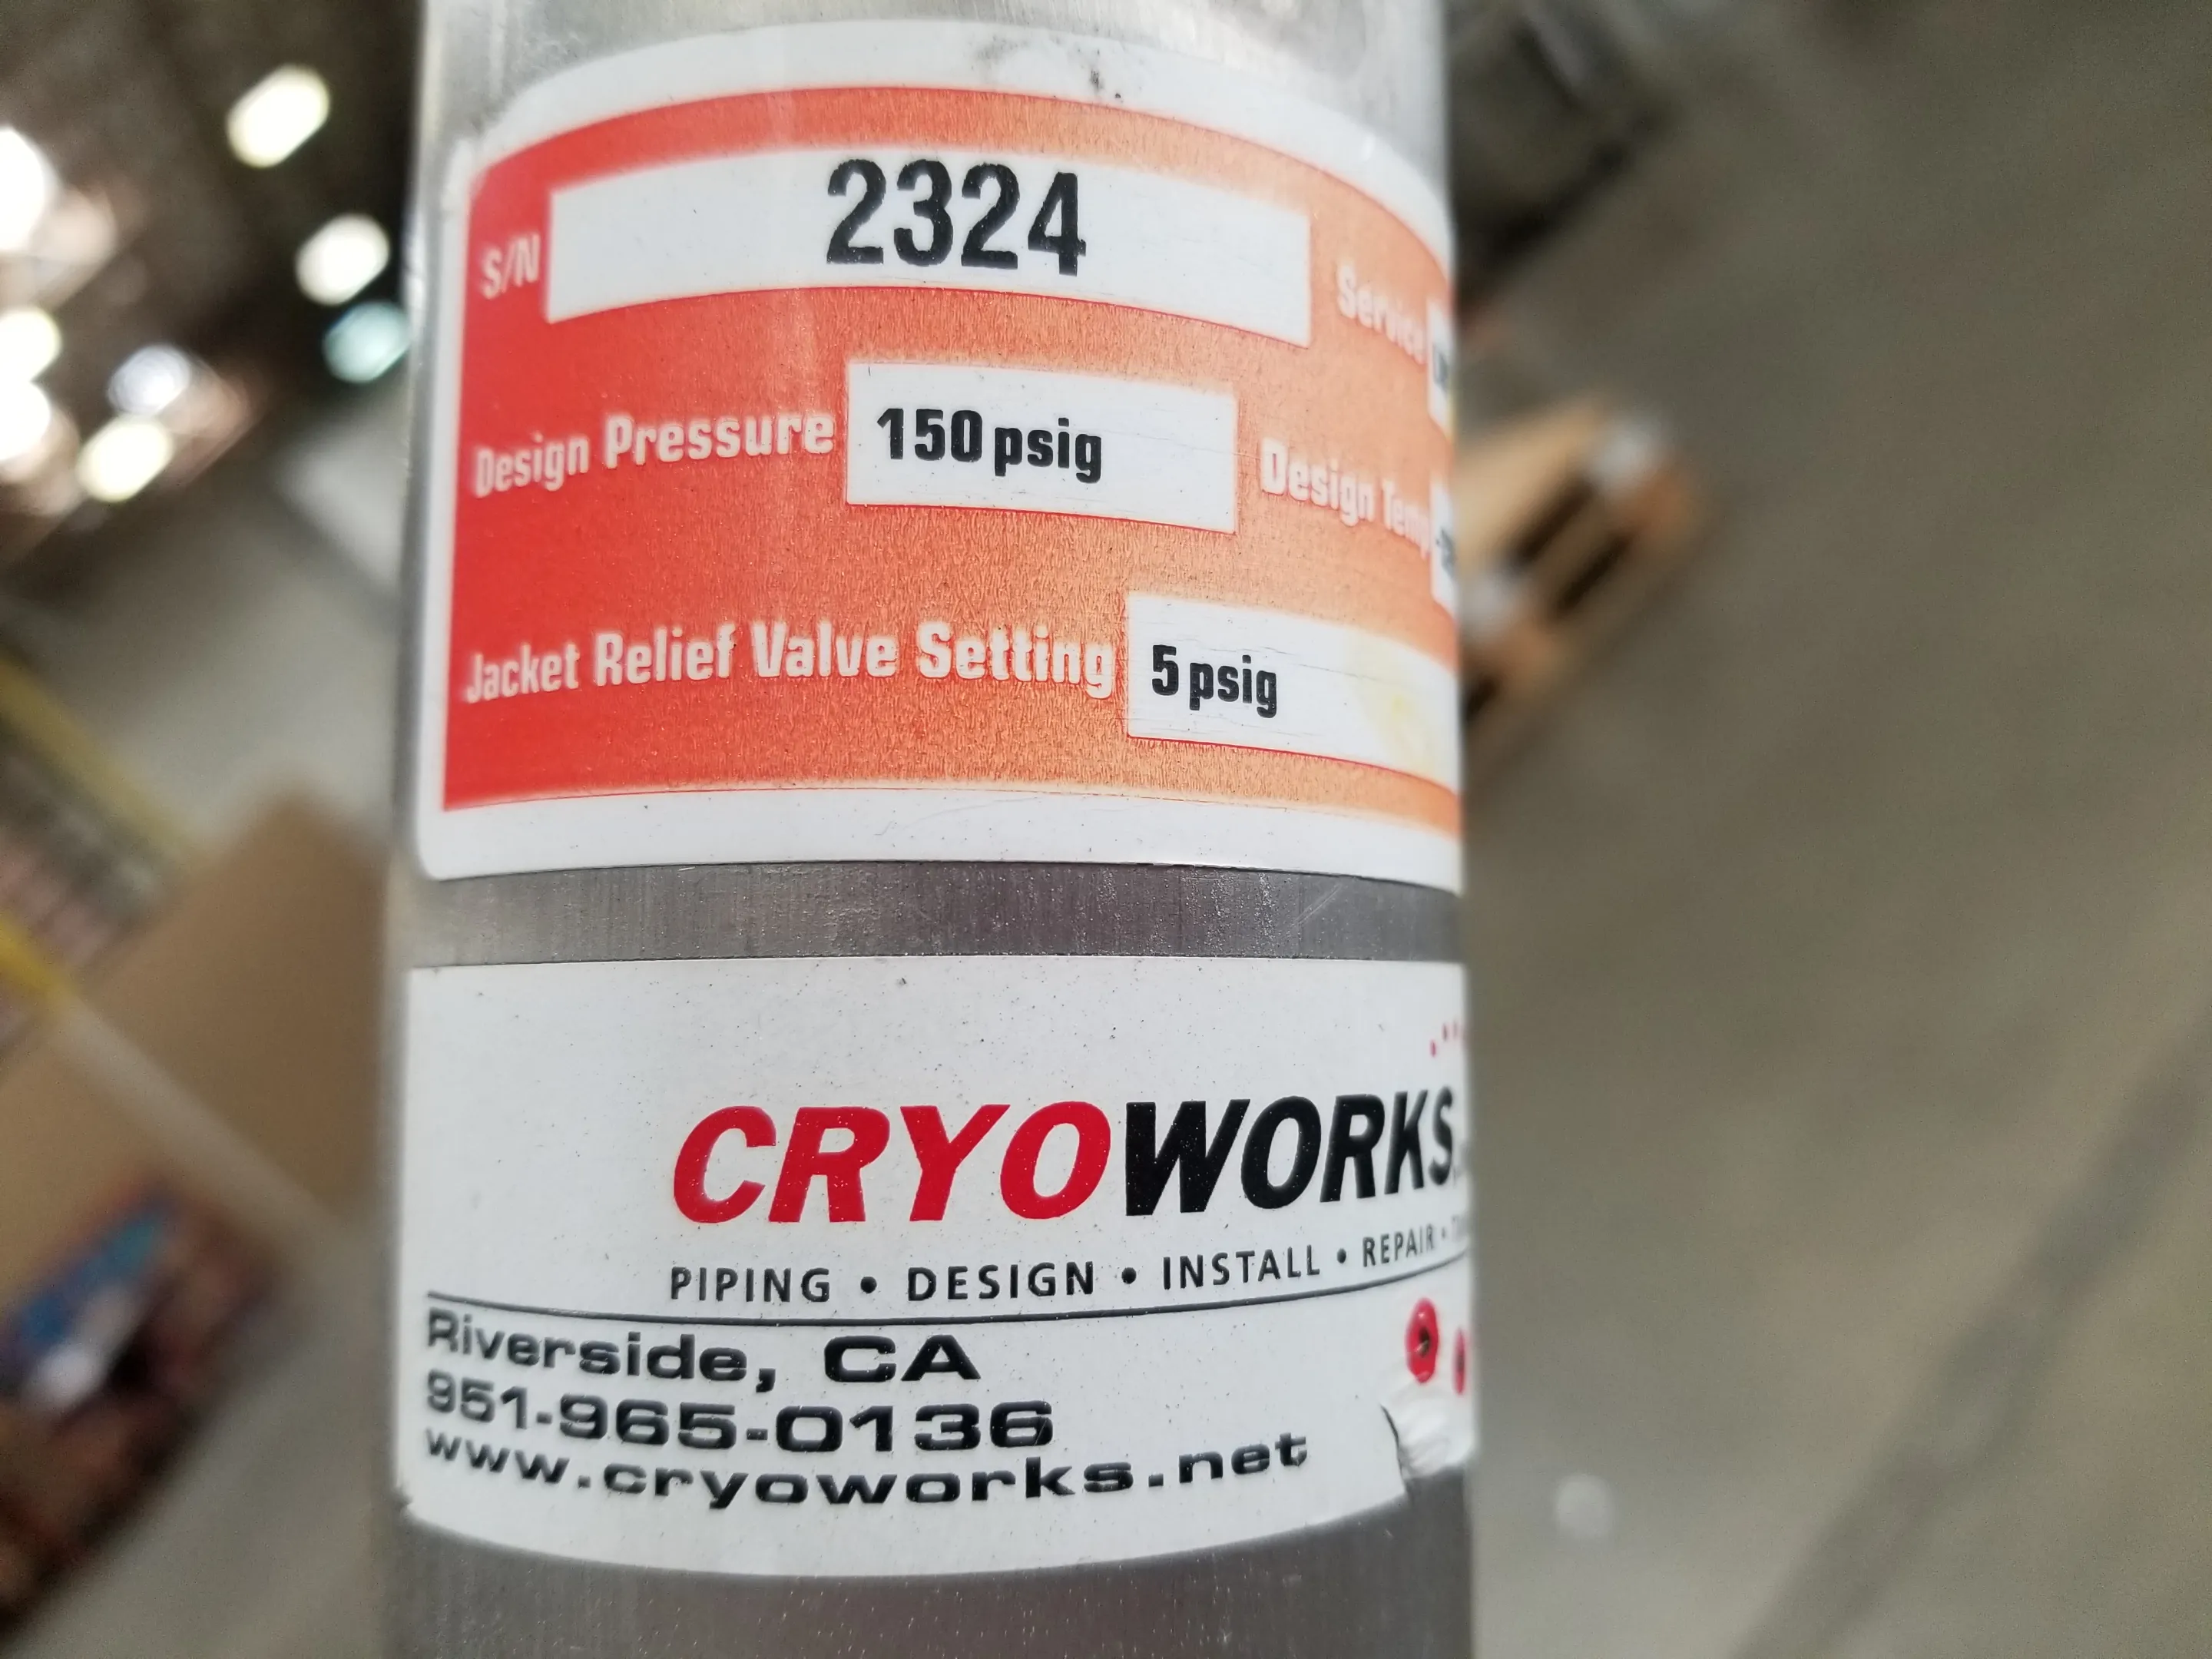 S/N 2324 Service
Design Pressure 150 psig Design Temp
Jacket Relief Valve Setting 5 psig
CRYOWORKS
PIPING • DESIGN • INSTALL • REPAIR •
Riverside, CA
951-965-0136
www.cryoworks.net